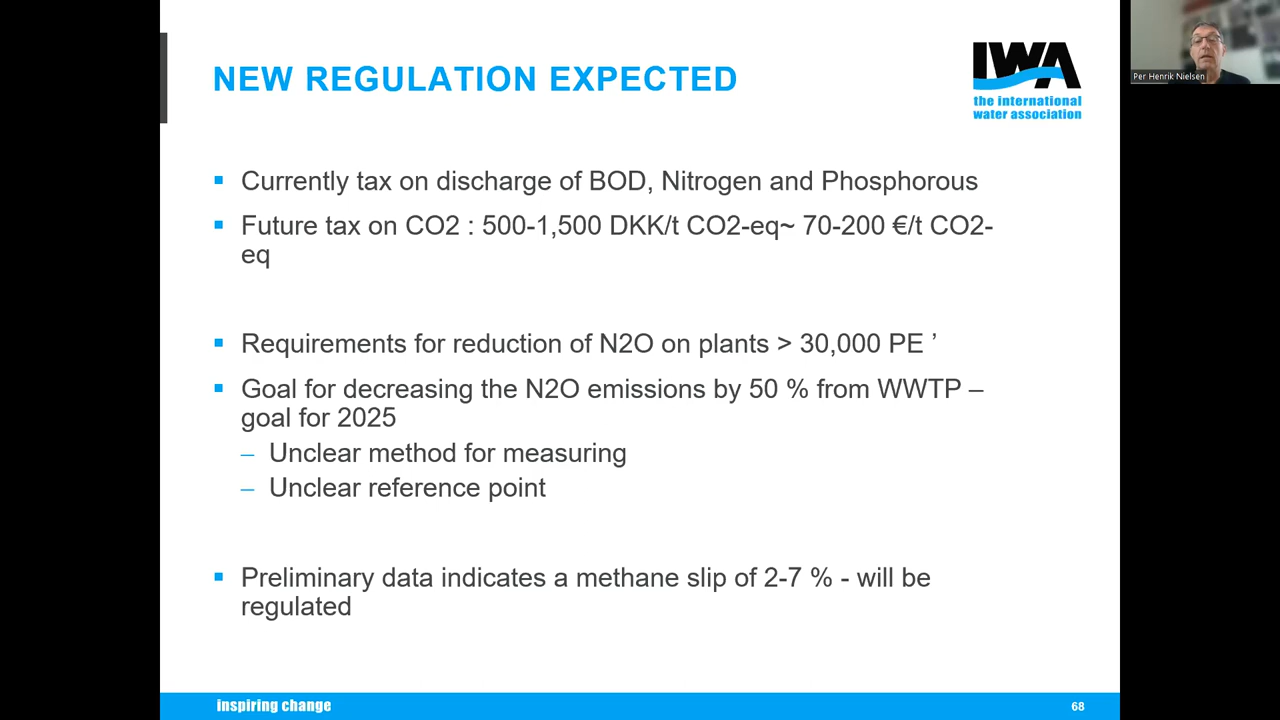 NEW REGULATION EXPECTED
IWA
the international
water association
Per Henrik Nielsen
▪ Currently tax on discharge of BOD, Nitrogen and Phosphorous
▪ Future tax on CO2 : 500-1,500 DKK/t CO2-eq~ 70-200 €/t CO2-
eq
▪ Requirements for reduction of N2O on plants > 30,000 PE ’
▪ Goal for decreasing the N2O emissions by 50 % from WWTP –
goal for 2025
– Unclear method for measuring
– Unclear reference point
▪ Preliminary data indicates a methane slip of 2-7 % - will be
regulated
inspiring change
68